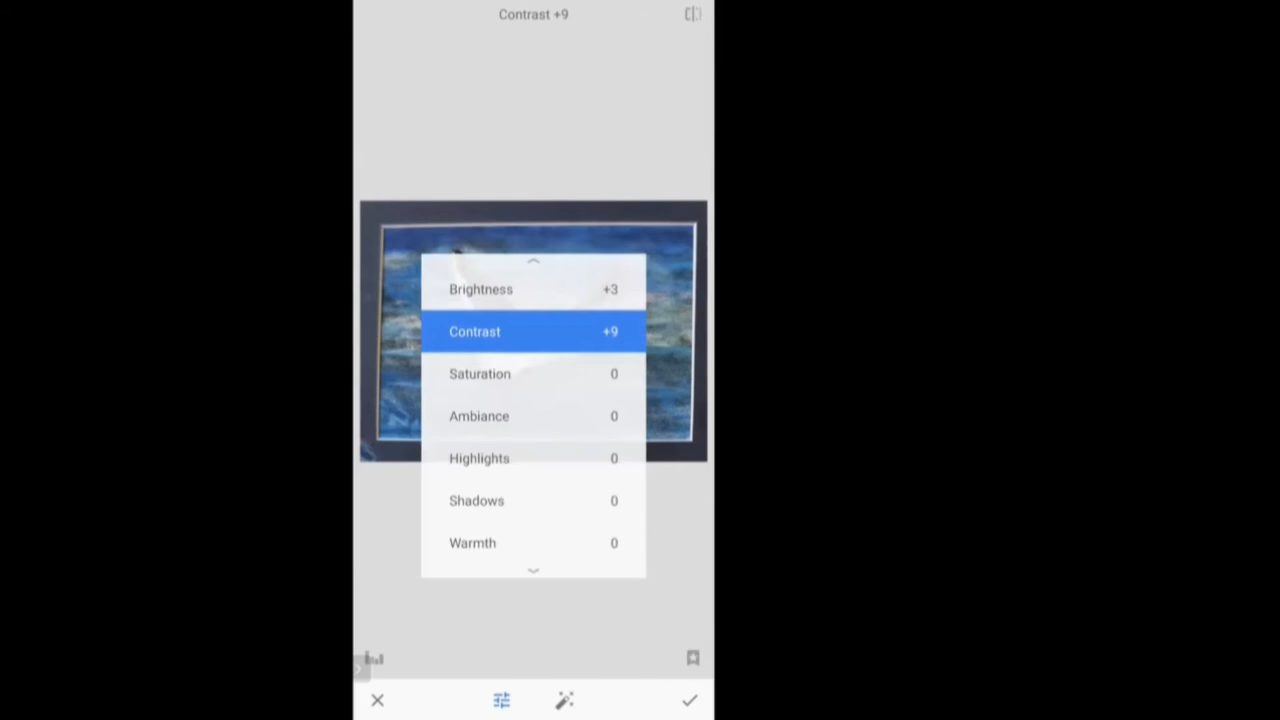 Contrast +9
Brightness +3
Contrast +9
Saturation 0
Ambiance 0
Highlights 0
Shadows 0
Warmth 0